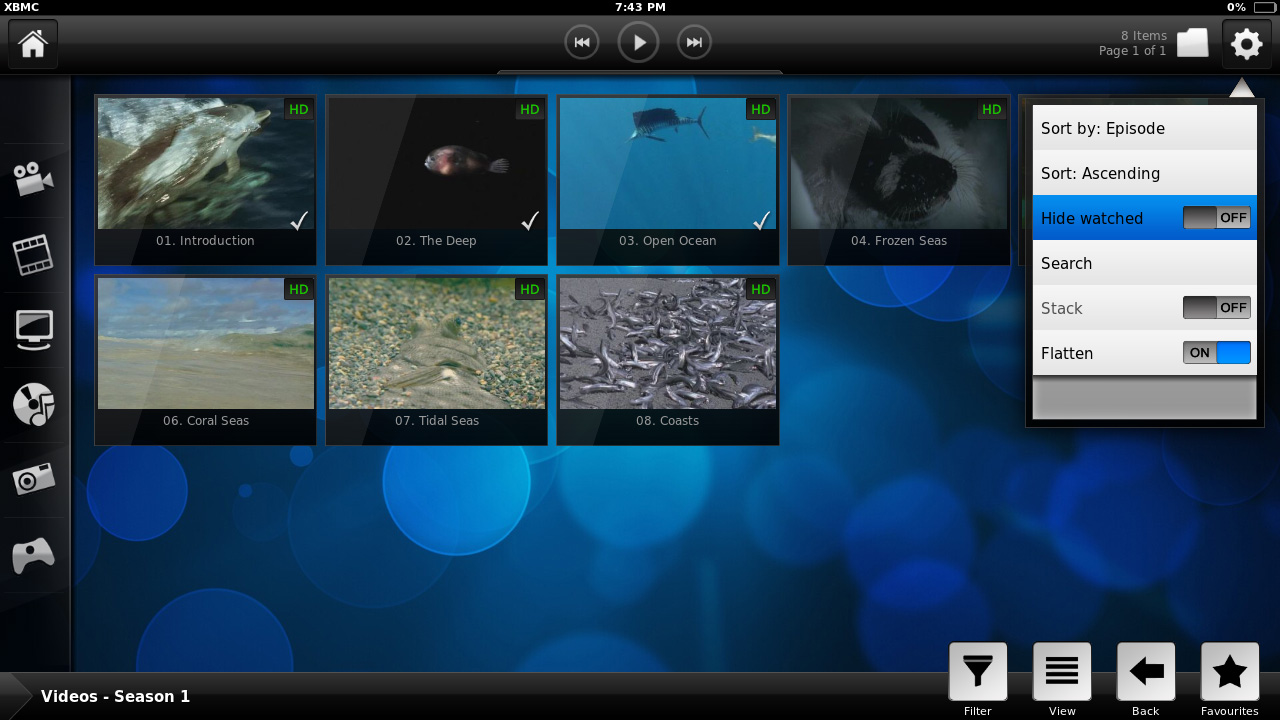 XBMC
7:43 PM
0%
8 Items
Page 1 of 1
HD
HD
HD
HD
01. Introduction
02. The Deep
03. Open Ocean
04. Frozen Seas
HD
HD
HD
06. Coral Seas
07. Tidal Seas
08. Coasts
Sort by: Episode
Sort: Ascending
Hide watched OFF
Search
Stack OFF
Flatten ON
Videos - Season 1
Filter
View
Back
Favourites